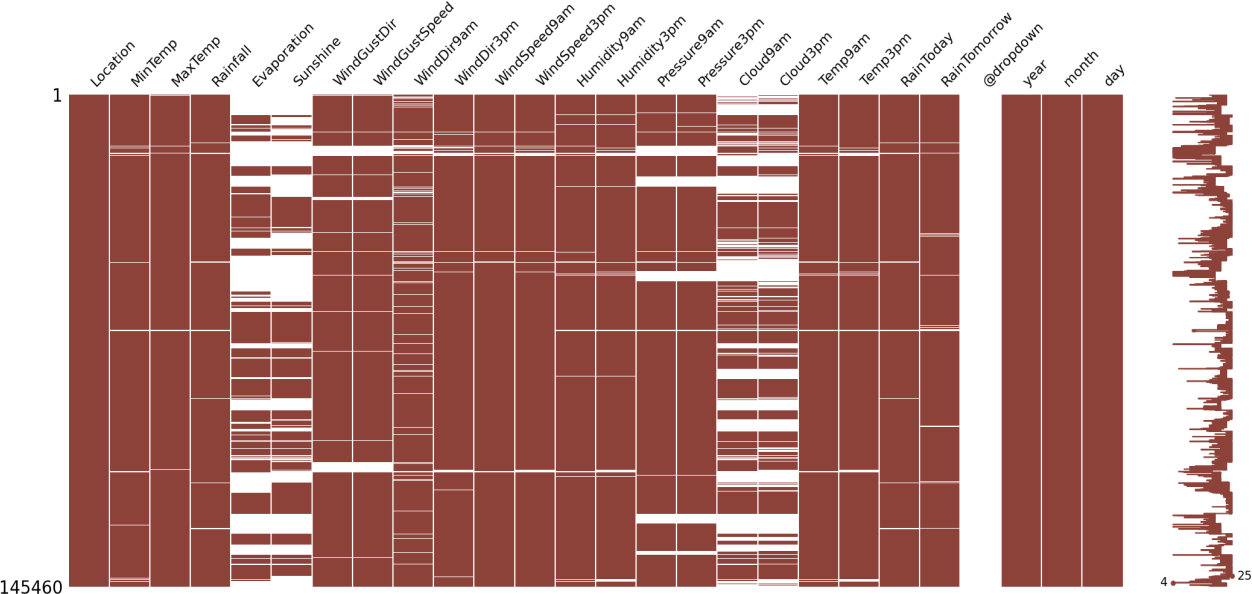 Location
MinTemp
MaxTemp
Rainfall
Evaporation
Sunshine
WindGustDir
WindGustSpeed
WindDir9am
WindDir3pm
WindSpeed9am
WindSpeed3pm
Humidity9am
Humidity3pm
Pressure9am
Pressure3pm
Cloud9am
Cloud3pm
Temp9am
Temp3pm
RainToday
RainTomorrow
@dropdown
year
month
day
1
145460
4
25